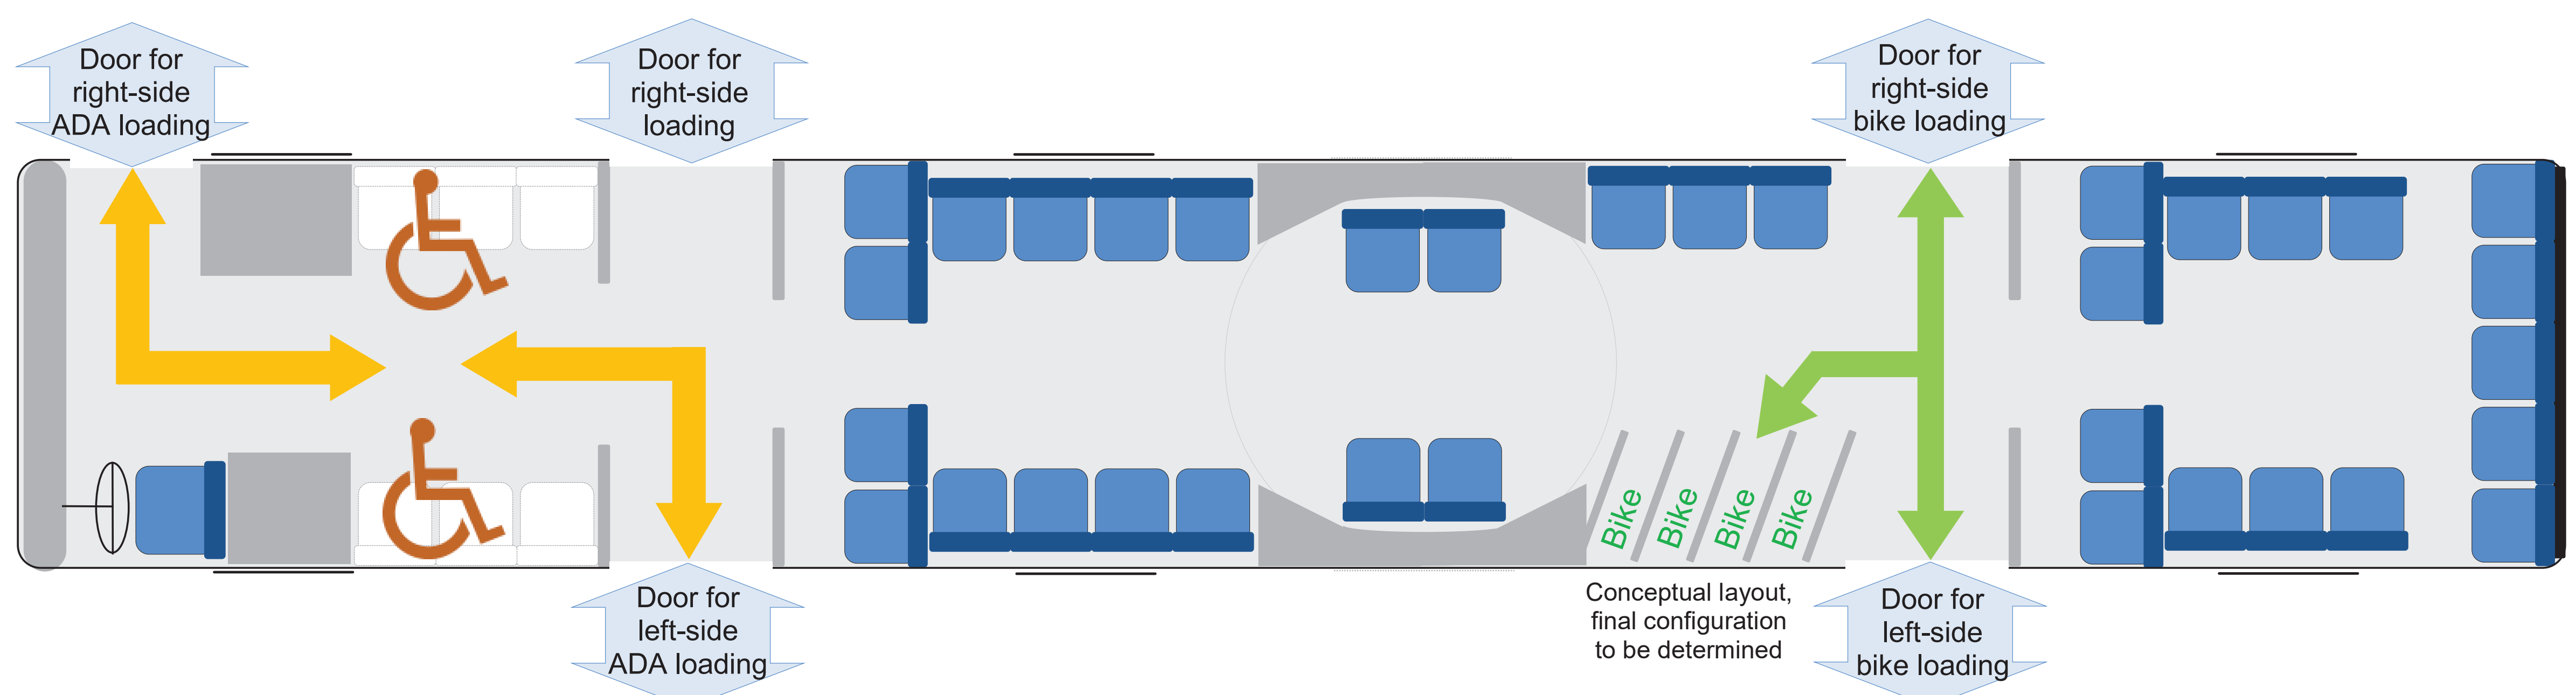 Door for
right-side
ADA loading
Door for
right-side
loading
Door for
right-side
bike loading
Bike
Bike
Bike
Bike
Door for
left-side
ADA loading
Conceptual layout,
final configuration
to be determined
Door for
left-side
bike loading